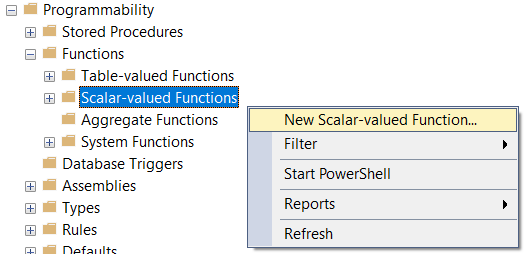 Programmability
Stored Procedures
Functions
Table-valued Functions
Scalar-valued Functions
Aggregate Functions
System Functions
Database Triggers
Assemblies
Types
Rules
Defaults
New Scalar-valued Function...
Filter
Start PowerShell
Reports
Refresh